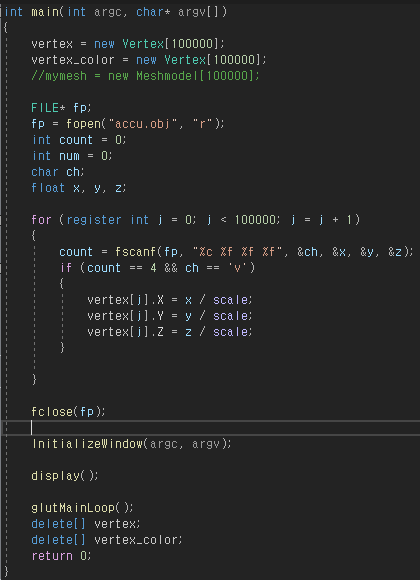 int main(int argc, char* argv[])
{
    vertex = new Vertex[100000];
    vertex_color = new Vertex[100000];
    //mymesh = new Meshmodel[100000];
    FILE* fp;
    fp = fopen("accu.obj", "r");
    int count = 0;
    int num = 0;
    char ch;
    float x, y, z;
    for (register int j = 0; j < 100000; j = j + 1)
    {
        count = fscanf(fp, "%c %f %f %f", &ch, &x, &y, &z);
        if (count == 4 && ch == 'v')
        {
            vertex[j].X = x / scale;
            vertex[j].Y = y / scale;
            vertex[j].Z = z / scale;
        }
    }
    fclose(fp);
    InitializeWindow(argc, argv);
    display();
    glutMainLoop();
    delete[] vertex;
    delete[] vertex_color;
    return 0;
}